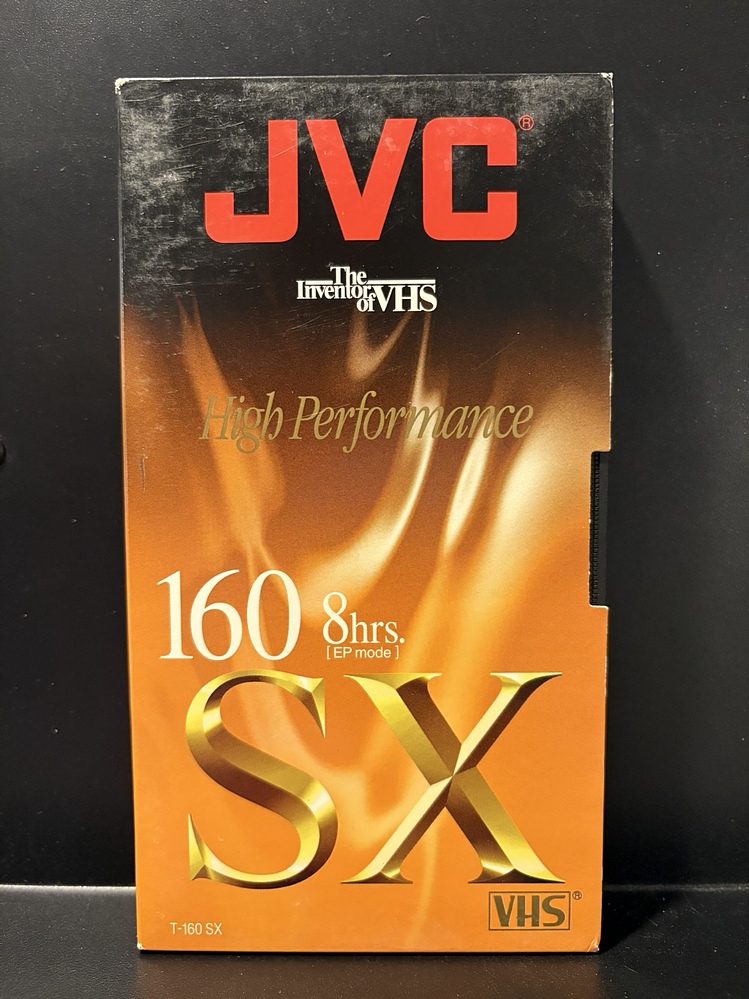 JVC®
The
Inventor
of VHS
High Performance
160 8hrs.
[EP mode]
SX
VHS®
T-160 SX